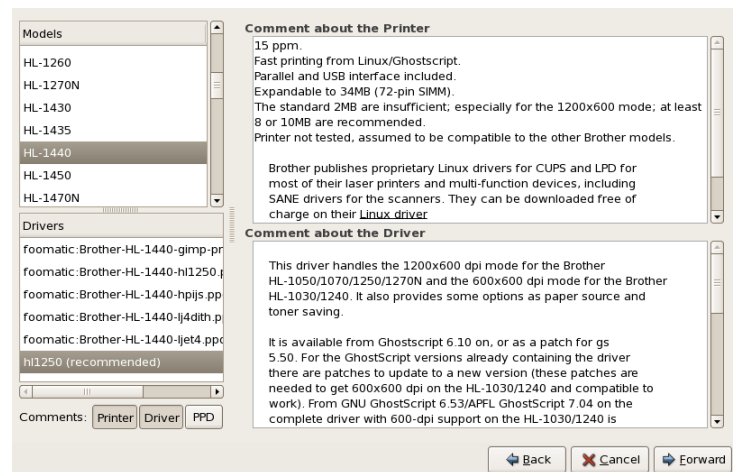 Models
HL-1260
HL-1270N
HL-1430
HL-1435
HL-1440
HL-1450
HL-1470N
Drivers
foomatic:Brother-HL-1440-gimp-pr
foomatic:Brother-HL-1440-hl1250.p
foomatic:Brother-HL-1440-hpijs.pp
foomatic:Brother-HL-1440-lj4dith.p
foomatic:Brother-HL-1440-ljet4.ppd
hl1250 (recommended)
Comments: Printer Driver PPD
Comment about the Printer
15 ppm.
Fast printing from Linux/Ghostscript.
Parallel and USB interface included.
Expandable to 34MB (72-pin SIMM).
The standard 2MB are insufficient; especially for the 1200x600 mode; at least
8 or 10MB are recommended.
Printer not tested, assumed to be compatible to the other Brother models.
Brother publishes proprietary Linux drivers for CUPS and LPD for
most of their laser printers and multi-function devices, including
SANE drivers for the scanners. They can be downloaded free of
charge on their Linux driver
Comment about the Driver
This driver handles the 1200x600 dpi mode for the Brother
HL-1050/1070/1250/1270N and the 600x600 dpi mode for the Brother
HL-1030/1240. It also provides some options as paper source and
toner saving.
It is available from Ghostscript 6.10 on, or as a patch for gs
5.50. For the GhostScript versions already containing the driver
there are patches to update to a new version (these patches are
needed to get 600x600 dpi on the HL-1030/1240 and compatible to
work). From GNU GhostScript 6.53/APFL GhostScript 7.04 on the
complete driver with 600-dpi support on the HL-1030/1240 is
Back Cancel Forward